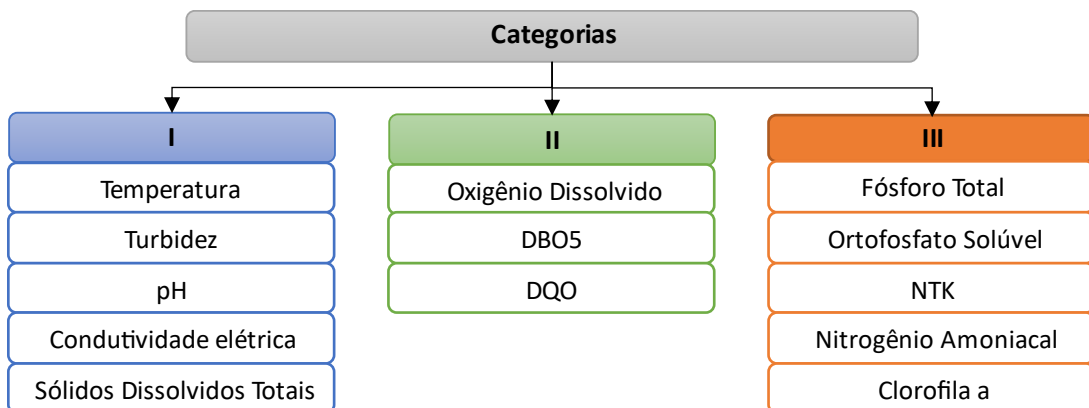 Categorias
I
Temperatura
Turbidez
pH
Condutividade elétrica
Sólidos Dissolvidos Totais
II
Oxigênio Dissolvido
DBO5
DQO
III
Fósforo Total
Ortofosfato Solúvel
NTK
Nitrogênio Amoniacal
Clorofila a